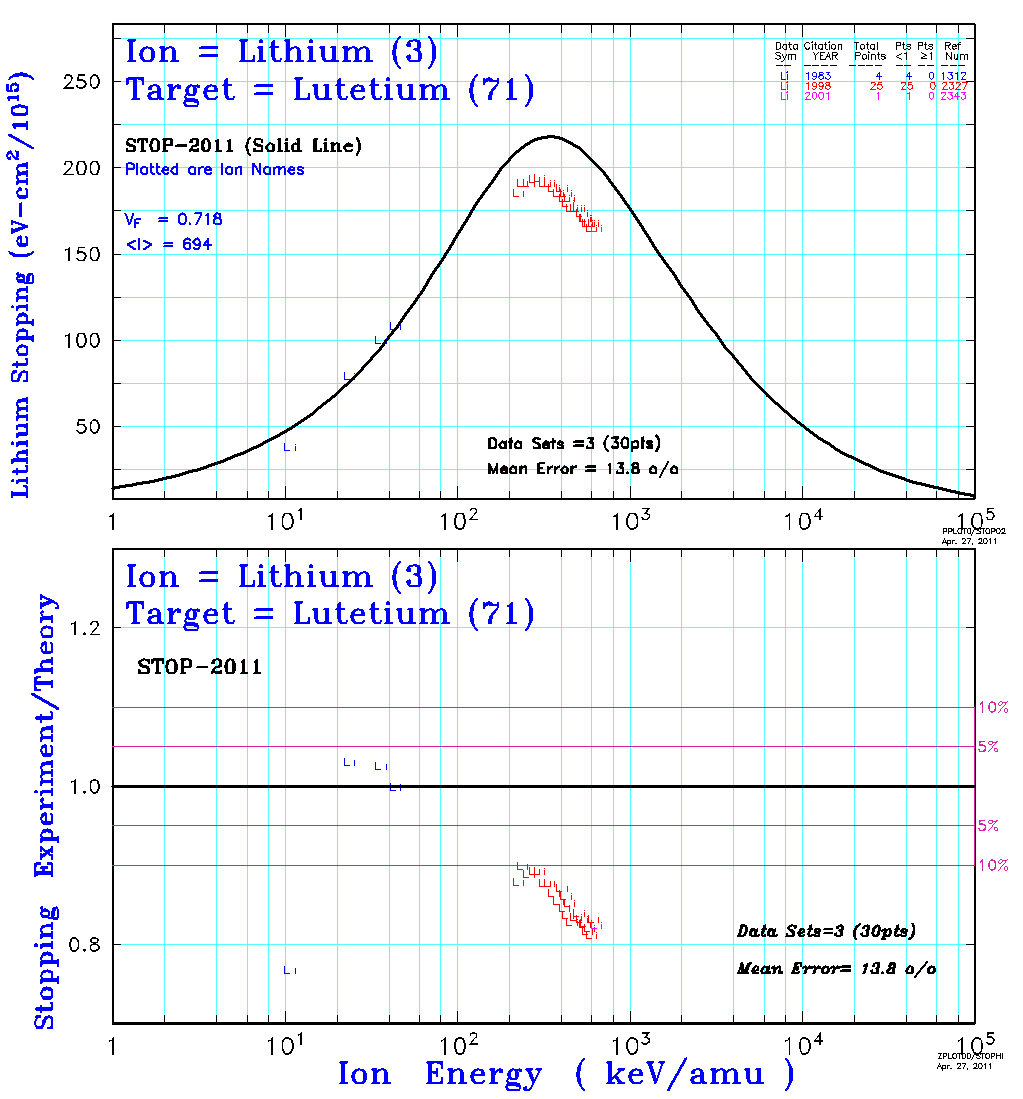 Ion = Lithium (3)
Target = Lutetium (71)
STOP-2011 (Solid Line)
Plotted are Ion Names
VF = 0.718
<I> = 694
Data Citation Total Pts Pts Ref
Sym YEAR Points <1 ≥1 Num
Li 1983 4 4 0 1312
Li 1998 25 25 0 2327
Li 2001 1 1 0 2343
Lithium Stopping (eV-cm²/10¹⁵)
250
200
150
100
50
Data Sets =3 (30pts)
Mean Error = 13.8 o/o
1 10¹ 10² 10³ 10⁴ 10⁵
PPLOT0/STOP02
Apr. 27, 2011
Ion = Lithium (3)
Target = Lutetium (71)
STOP-2011
Stopping Experiment/Theory
1.2
1.0
0.8
10%
5%
5%
10%
Data Sets=3 (30pts)
Mean Error= 13.8 o/o
1 10¹ 10² 10³ 10⁴ 10⁵
Ion Energy ( keV/amu )
ZPLOT0D/STOPHI
Apr. 27, 2011